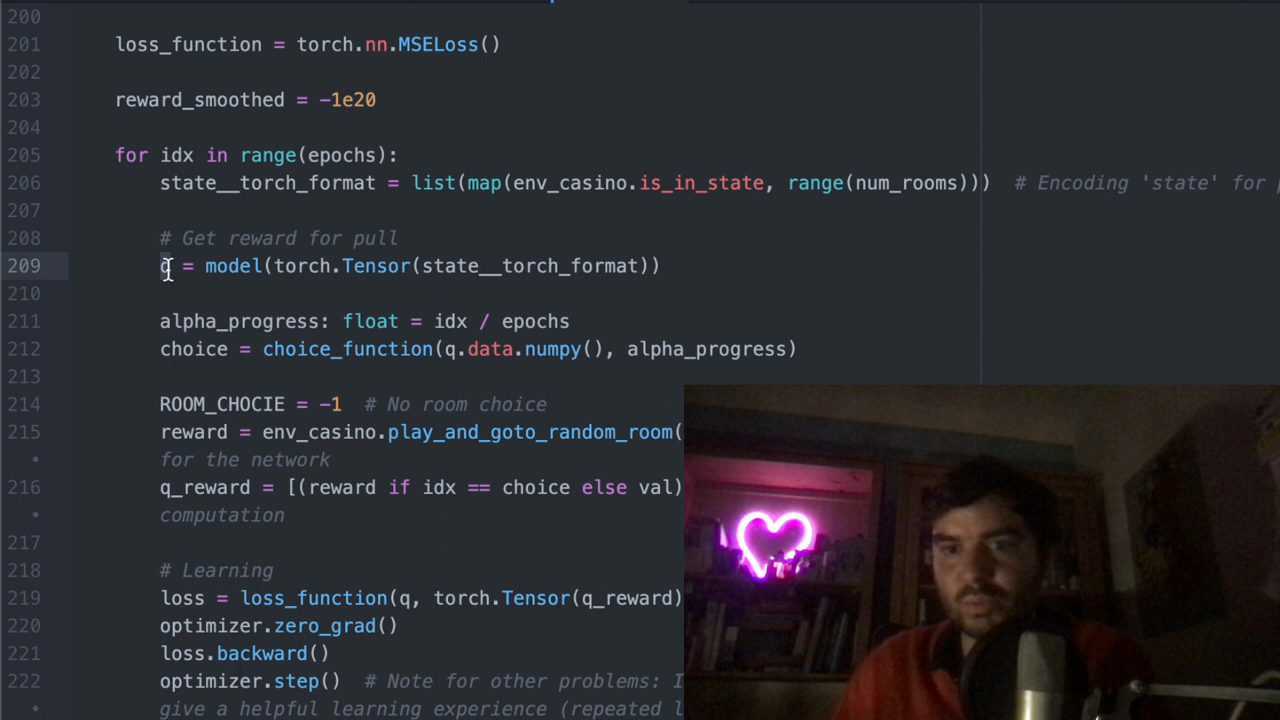 200
201 loss_function = torch.nn.MSELoss()
202
203 reward_smoothed = -1e20
204
205 for idx in range(epochs):
206 state__torch_format = list(map(env_casino.is_in_state, range(num_rooms))) # Encoding 'state' for
207
208 # Get reward for pull
209 q = model(torch.Tensor(state__torch_format))
210
211 alpha_progress: float = idx / epochs
212 choice = choice_function(q.data.numpy(), alpha_progress)
213
214 ROOM_CHOCIE = -1 # No room choice
215 reward = env_casino.play_and_goto_random_room(
• for the network
216 q_reward = [(reward if idx == choice else val)
• computation
217
218 # Learning
219 loss = loss_function(q, torch.Tensor(q_reward)
220 optimizer.zero_grad()
221 loss.backward()
222 optimizer.step() # Note for other problems: I
• give a helpful learning experience (repeated l